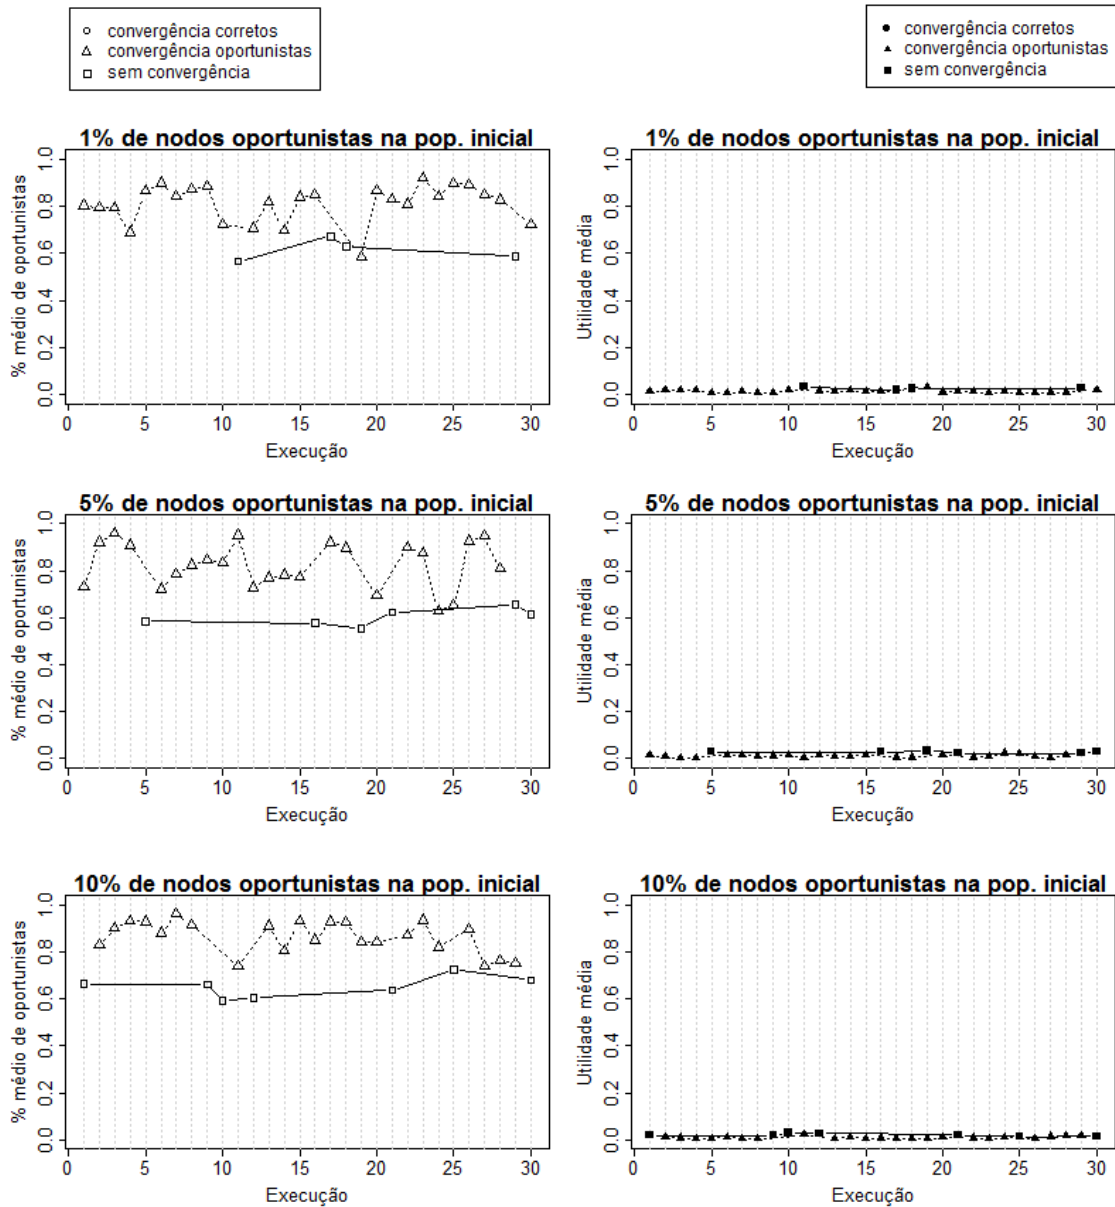 convergência corretos
convergência oportunistas
sem convergência
convergência corretos
convergência oportunistas
sem convergência
1% de nodos oportunistas na pop. inicial
% médio de oportunistas
0.0 0.2 0.4 0.6 0.8 1.0
0 5 10 15 20 25 30
Execução
1% de nodos oportunistas na pop. inicial
Utilidade média
0.0 0.2 0.4 0.6 0.8 1.0
0 5 10 15 20 25 30
Execução
5% de nodos oportunistas na pop. inicial
% médio de oportunistas
0.0 0.2 0.4 0.6 0.8 1.0
0 5 10 15 20 25 30
Execução
5% de nodos oportunistas na pop. inicial
Utilidade média
0.0 0.2 0.4 0.6 0.8 1.0
0 5 10 15 20 25 30
Execução
10% de nodos oportunistas na pop. inicial
% médio de oportunistas
0.0 0.2 0.4 0.6 0.8 1.0
0 5 10 15 20 25 30
Execução
10% de nodos oportunistas na pop. inicial
Utilidade média
0.0 0.2 0.4 0.6 0.8 1.0
0 5 10 15 20 25 30
Execução